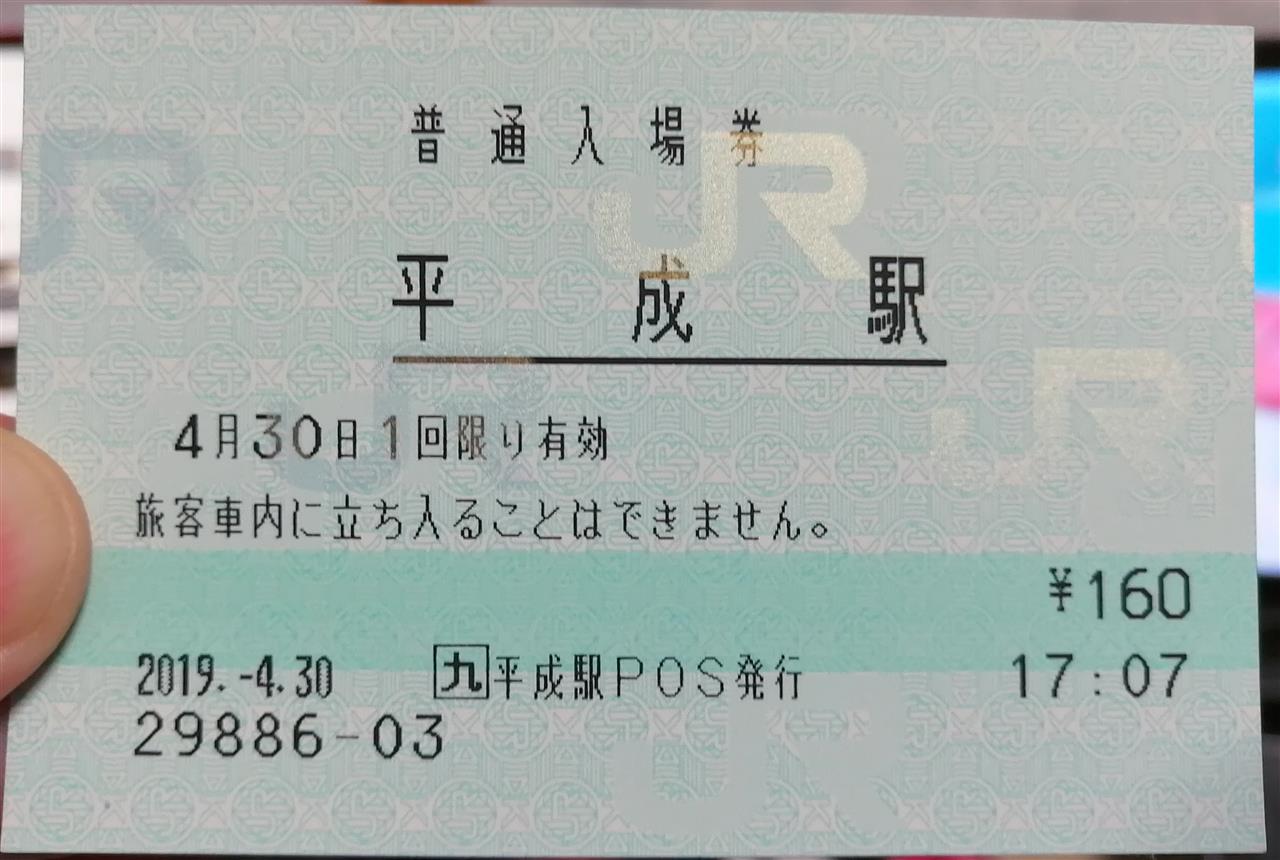 普通入場券
平成駅
4月30日1回限り有効
旅客車内に立ち入ることはできません。
¥160
2019.-4.30 九平成駅POS発行 17:07
29886-03